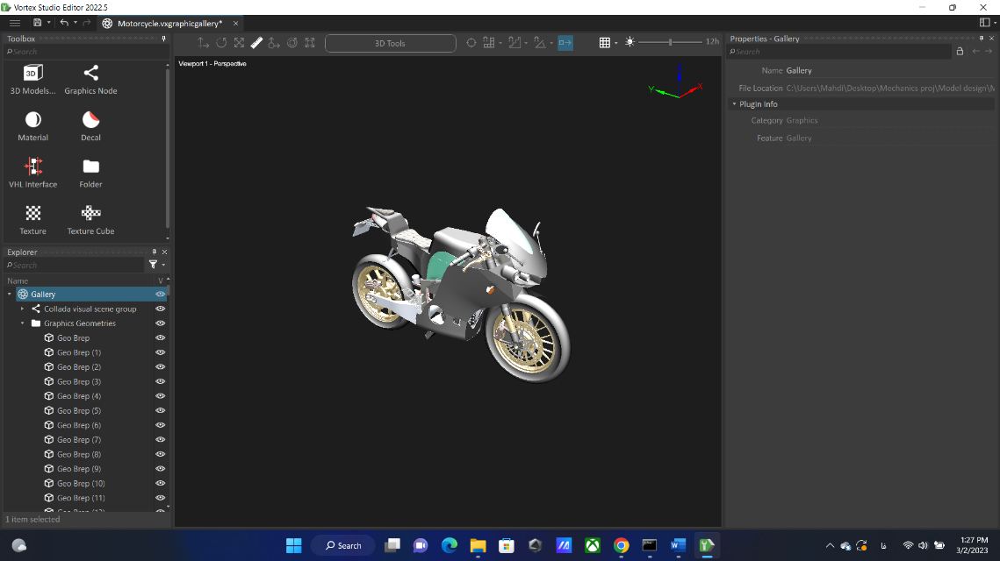 Vortex Studio Editor 2022.5
Motorcycle.vxgraphicgallery*
Toolbox
Search
3D
3D Models...
Graphics Node
Material
Decal
VHL Interface
Folder
Texture
Texture Cube
Explorer
Search
Name
V
Gallery
Collada visual scene group
Graphics Geometries
Geo Brep
Geo Brep (1)
Geo Brep (2)
Geo Brep (3)
Geo Brep (4)
Geo Brep (5)
Geo Brep (6)
Geo Brep (7)
Geo Brep (8)
Geo Brep (9)
Geo Brep (10)
Geo Brep (11)
Geo Brep (12)
1 item selected
3D Tools
12h
Viewport 1 - Perspective
Z
Y
X
Properties - Gallery
Search
Name Gallery
File Location C:\Users\Mahdi\Desktop\Mechanics proj\Model design\M
Plugin Info
Category Graphics
Feature Gallery
Search
W
فا
1:27 PM
3/2/2023